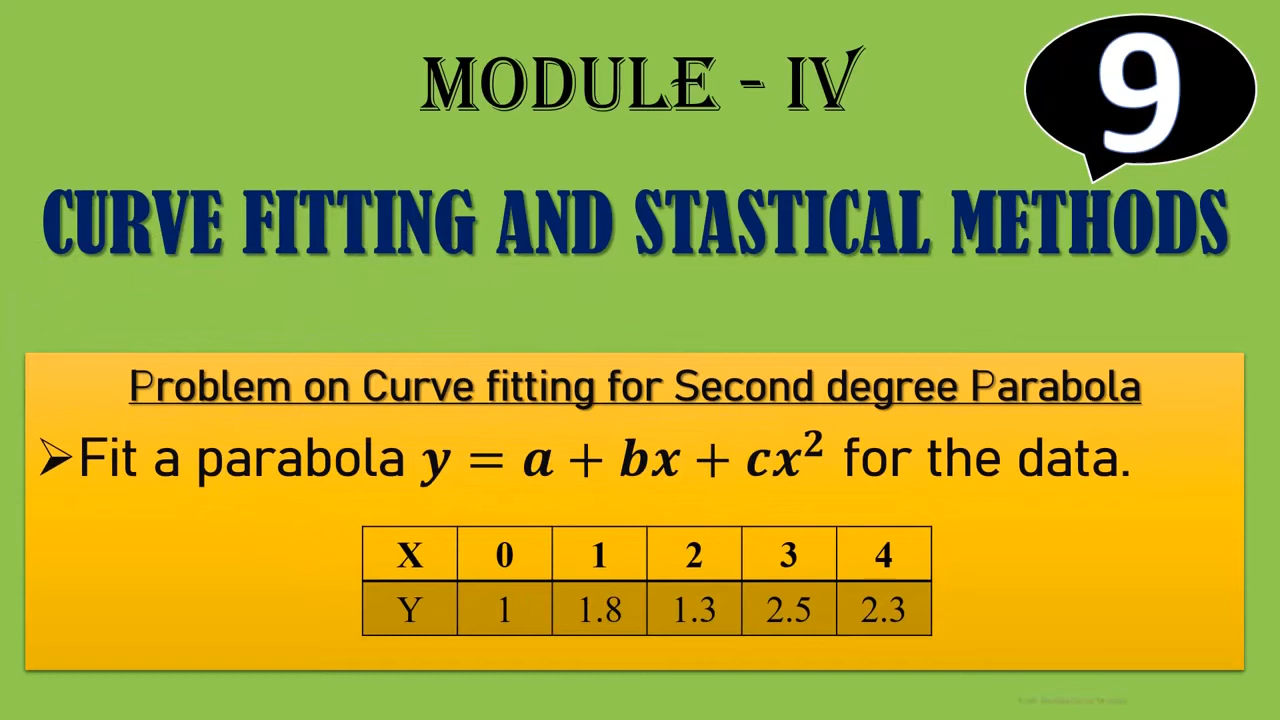 MODULE - IV
9
CURVE FITTING AND STASTICAL METHODS
Problem on Curve fitting for Second degree Parabola
➢Fit a parabola y = a + bx + cx² for the data.
X 0 1 2 3 4
Y 1 1.8 1.3 2.5 2.3